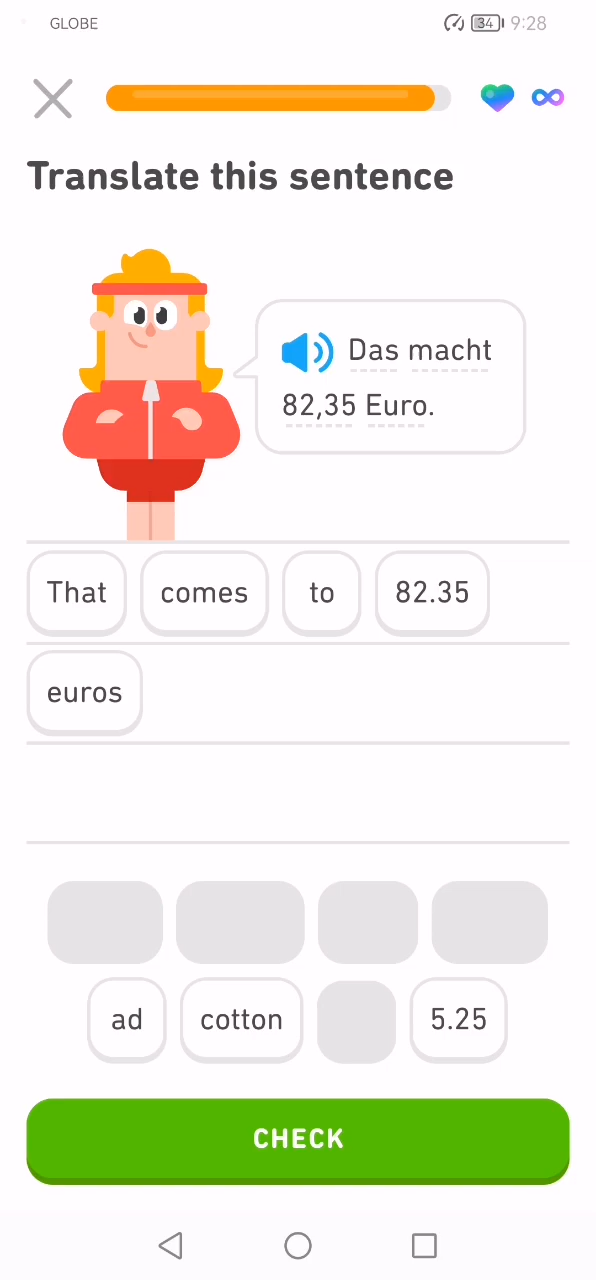 GLOBE 34 9:28
Translate this sentence
Das macht
82,35 Euro.
That comes to 82.35
euros
ad cotton 5.25
CHECK